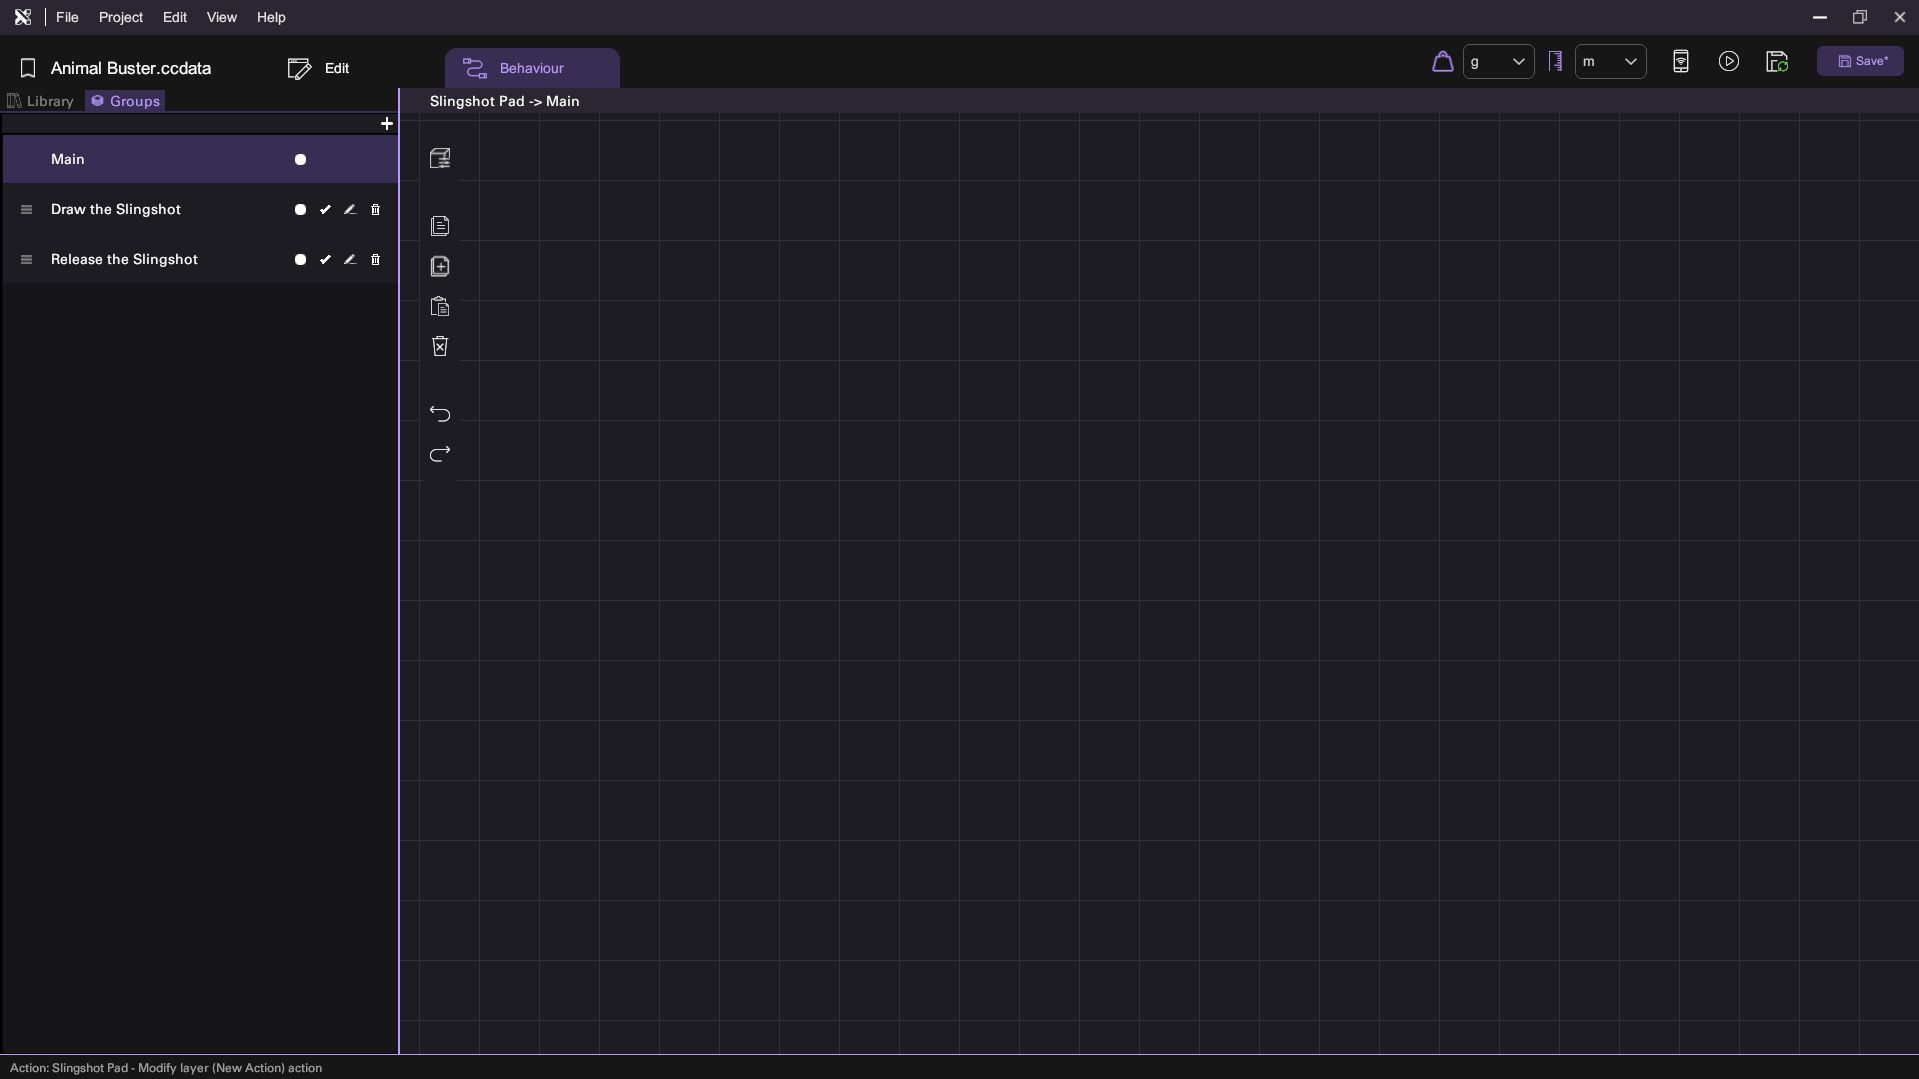 File Project Edit View Help
Animal Buster.ccdata
Edit
Behaviour
g
m
Save*
Library
Groups
Slingshot Pad -> Main
Main
Draw the Slingshot
Release the Slingshot
Action: Slingshot Pad - Modify layer (New Action) action